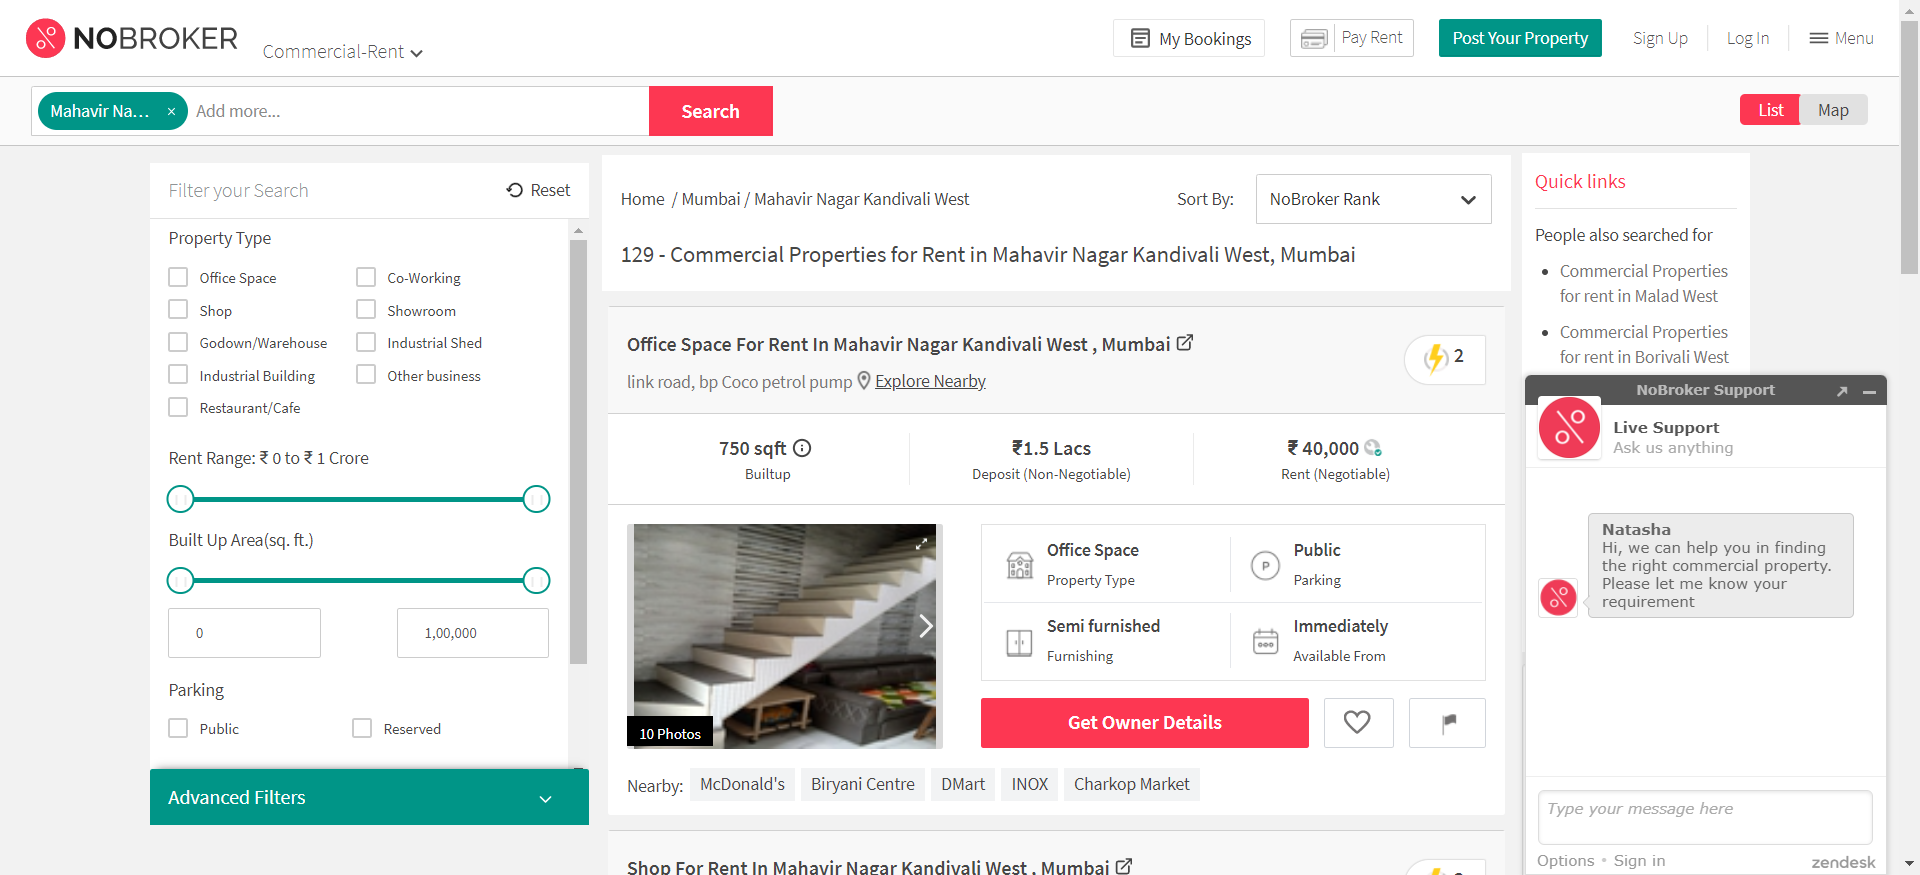 NOBROKER
Commercial-Rent
My Bookings
Pay Rent
Post Your Property
Sign Up
Log In
Menu
Mahavir Na...
×
Add more...
Search
List
Map
Filter your Search
Reset
Property Type
Office Space
Co-Working
Shop
Showroom
Godown/Warehouse
Industrial Shed
Industrial Building
Other business
Restaurant/Cafe
Rent Range: ₹ 0 to ₹ 1 Crore
Built Up Area(sq. ft.)
0
1,00,000
Parking
Public
Reserved
Advanced Filters
Home / Mumbai / Mahavir Nagar Kandivali West
Sort By:
NoBroker Rank
129 - Commercial Properties for Rent in Mahavir Nagar Kandivali West, Mumbai
Office Space For Rent In Mahavir Nagar Kandivali West , Mumbai
link road, bp Coco petrol pump
Explore Nearby
2
750 sqft
Builtup
₹1.5 Lacs
Deposit (Non-Negotiable)
₹ 40,000
Rent (Negotiable)
10 Photos
Office Space
Property Type
P
Public
Parking
Semi furnished
Furnishing
Immediately
Available From
Get Owner Details
Nearby:
McDonald's
Biryani Centre
DMart
INOX
Charkop Market
Shop For Rent In Mahavir Nagar Kandivali West , Mumbai
Quick links
People also searched for
Commercial Properties
for rent in Malad West
Commercial Properties
for rent in Borivali West
NoBroker Support
Live Support
Ask us anything
Natasha
Hi, we can help you in finding
the right commercial property.
Please let me know your
requirement
Type your message here
Options • Sign in
zendesk